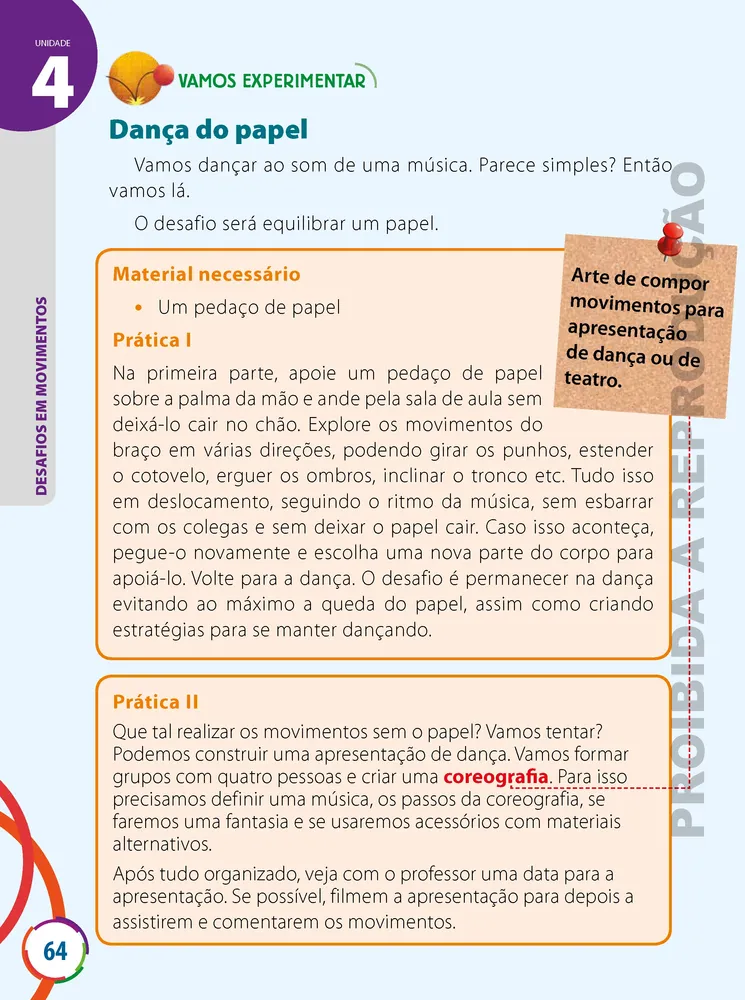 UNIDADE
4
VAMOS EXPERIMENTAR
Dança do papel
Vamos dançar ao som de uma música. Parece simples? Então
vamos lá.
O desafio será equilibrar um papel.
Material necessário
• Um pedaço de papel
Prática I
Na primeira parte, apoie um pedaço de papel
sobre a palma da mão e ande pela sala de aula sem
deixá-lo cair no chão. Explore os movimentos do
braço em várias direções, podendo girar os punhos, estender
o cotovelo, erguer os ombros, inclinar o tronco etc. Tudo isso
em deslocamento, seguindo o ritmo da música, sem esbarrar
com os colegas e sem deixar o papel cair. Caso isso aconteça,
pegue-o novamente e escolha uma nova parte do corpo para
apoiá-lo. Volte para a dança. O desafio é permanecer na dança
evitando ao máximo a queda do papel, assim como criando
estratégias para se manter dançando.
Arte de compor
movimentos para
apresentação
de dança ou de
teatro.
Prática II
Que tal realizar os movimentos sem o papel? Vamos tentar?
Podemos construir uma apresentação de dança. Vamos formar
grupos com quatro pessoas e criar uma coreografia. Para isso
precisamos definir uma música, os passos da coreografia, se
faremos uma fantasia e se usaremos acessórios com materiais
alternativos.
Após tudo organizado, veja com o professor uma data para a
apresentação. Se possível, filmem a apresentação para depois a
assistirem e comentarem os movimentos.
DESAFIOS EM MOVIMENTOS
PROIBIDA A REPRODUÇÃO
64